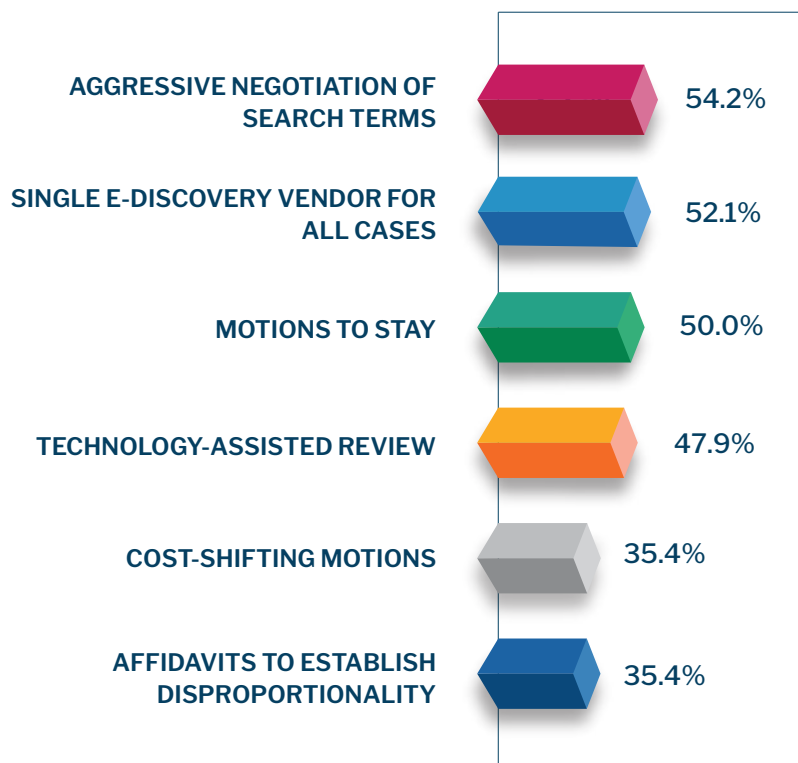 AGGRESSIVE NEGOTIATION OF
SEARCH TERMS
54.2%
SINGLE E-DISCOVERY VENDOR FOR
ALL CASES
52.1%
MOTIONS TO STAY
50.0%
TECHNOLOGY-ASSISTED REVIEW
47.9%
COST-SHIFTING MOTIONS
35.4%
AFFIDAVITS TO ESTABLISH
DISPROPORTIONALITY
35.4%